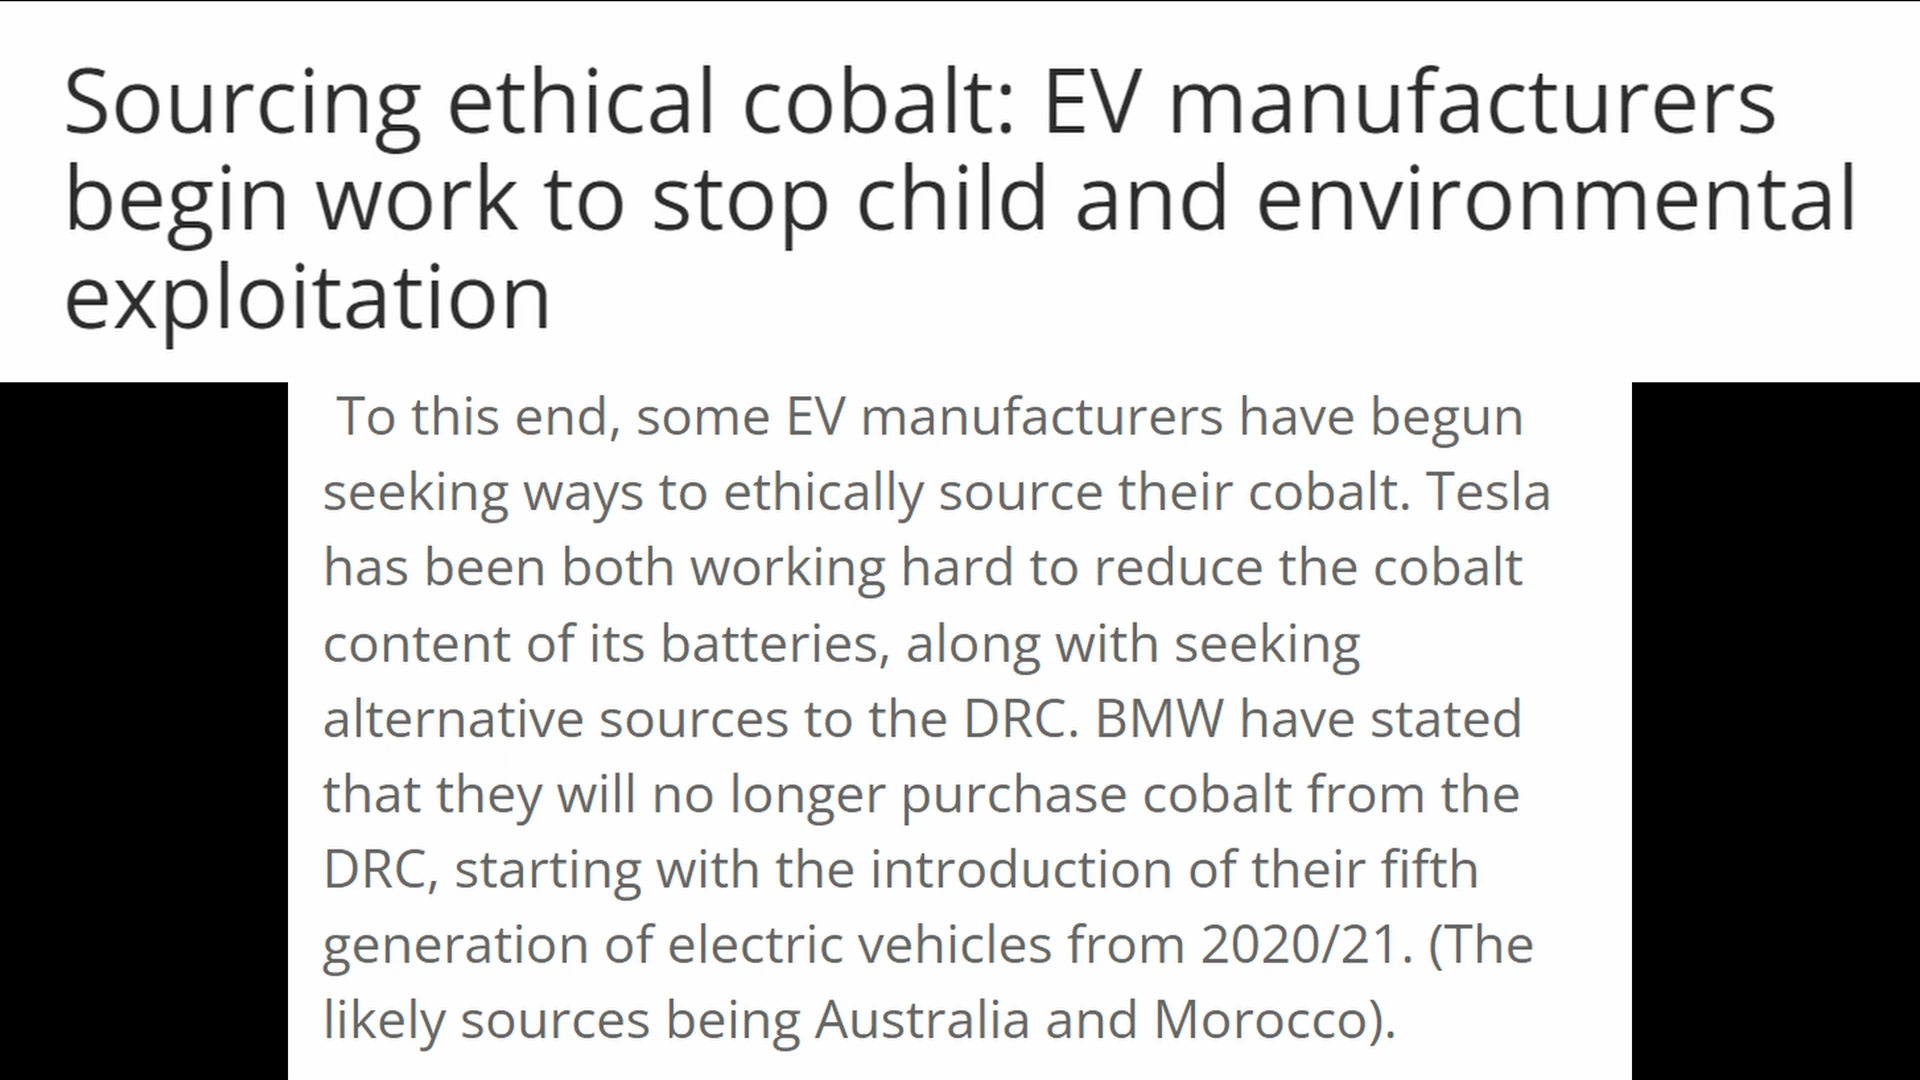 Sourcing ethical cobalt: EV manufacturers
begin work to stop child and environmental
exploitation
To this end, some EV manufacturers have begun
seeking ways to ethically source their cobalt. Tesla
has been both working hard to reduce the cobalt
content of its batteries, along with seeking
alternative sources to the DRC. BMW have stated
that they will no longer purchase cobalt from the
DRC, starting with the introduction of their fifth
generation of electric vehicles from 2020/21. (The
likely sources being Australia and Morocco).